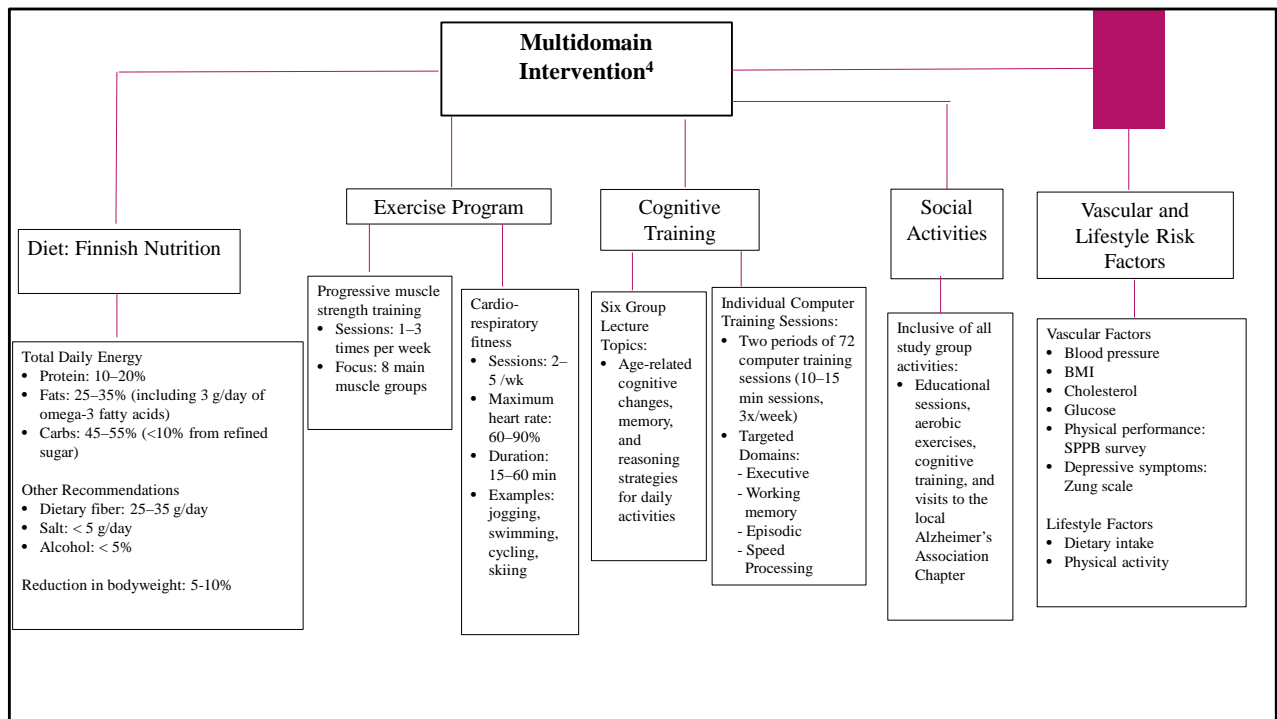 Multidomain
Intervention⁴
Diet: Finnish Nutrition
Total Daily Energy
• Protein: 10–20%
• Fats: 25–35% (including 3 g/day of
omega-3 fatty acids)
• Carbs: 45–55% (<10% from refined
sugar)
Other Recommendations
• Dietary fiber: 25–35 g/day
• Salt: < 5 g/day
• Alcohol: < 5%
Reduction in bodyweight: 5-10%
Exercise Program
Progressive muscle
strength training
• Sessions: 1–3
times per week
• Focus: 8 main
muscle groups
Cardio-
respiratory
fitness
• Sessions: 2–
5 /wk
• Maximum
heart rate:
60–90%
• Duration:
15–60 min
• Examples:
jogging,
swimming,
cycling,
skiing
Cognitive
Training
Six Group
Lecture
Topics:
• Age-related
cognitive
changes,
memory,
and
reasoning
strategies
for daily
activities
Individual Computer
Training Sessions:
• Two periods of 72
computer training
sessions (10–15
min sessions,
3x/week)
• Targeted
Domains:
- Executive
- Working
memory
- Episodic
- Speed
Processing
Social
Activities
Inclusive of all
study group
activities:
• Educational
sessions,
aerobic
exercises,
cognitive
training, and
visits to the
local
Alzheimer’s
Association
Chapter
Vascular and
Lifestyle Risk
Factors
Vascular Factors
• Blood pressure
• BMI
• Cholesterol
• Glucose
• Physical performance:
SPPB survey
• Depressive symptoms:
Zung scale
Lifestyle Factors
• Dietary intake
• Physical activity